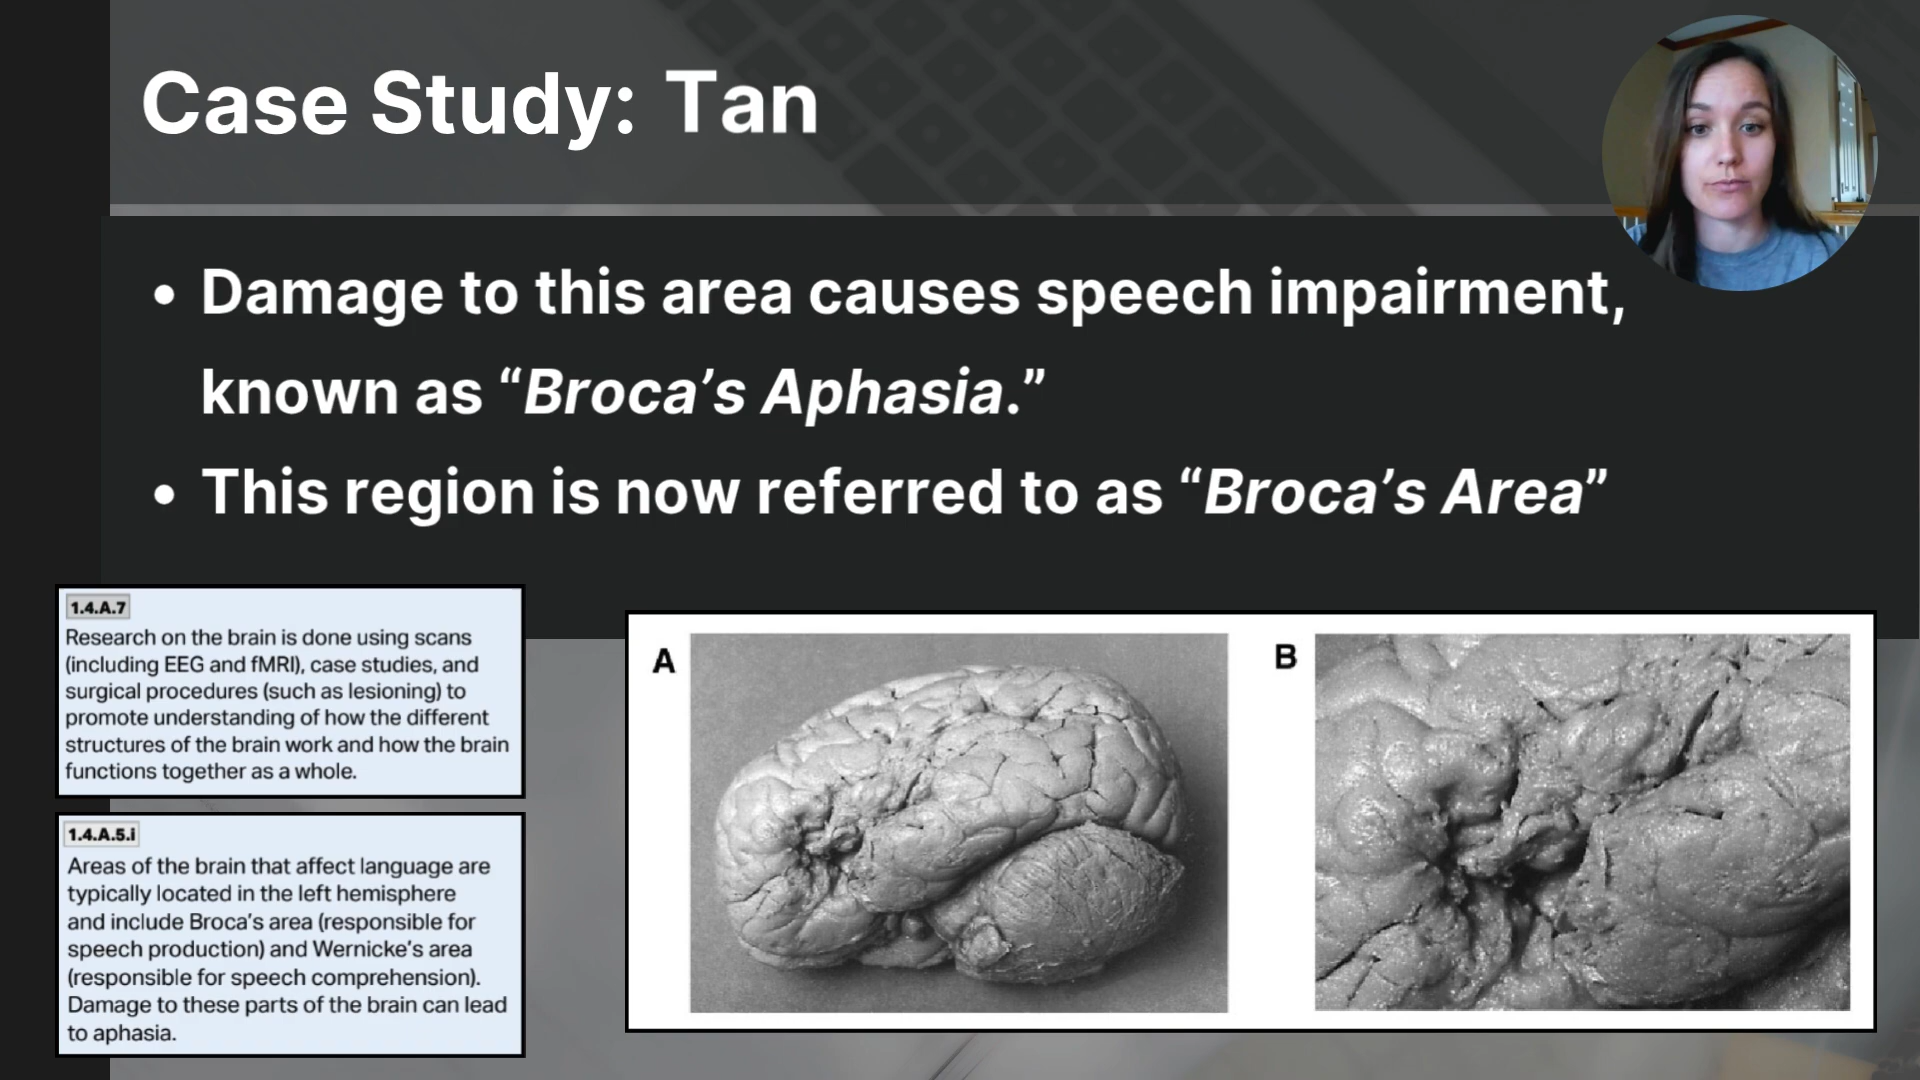 Case Study: Tan
• Damage to this area causes speech impairment,
known as “Broca’s Aphasia.”
• This region is now referred to as “Broca’s Area”
1.4.A.7
Research on the brain is done using scans
(including EEG and fMRI), case studies, and
surgical procedures (such as lesioning) to
promote understanding of how the different
structures of the brain work and how the brain
functions together as a whole.
1.4.A.5.i
Areas of the brain that affect language are
typically located in the left hemisphere
and include Broca’s area (responsible for
speech production) and Wernicke’s area
(responsible for speech comprehension).
Damage to these parts of the brain can lead
to aphasia.
A
B